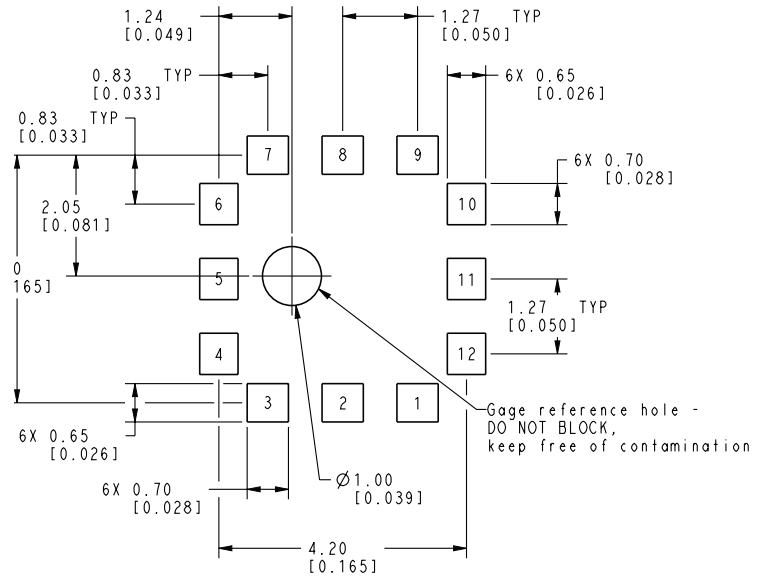 1.24
[0.049]
1.27 TYP
[0.050]
0.83 TYP
[0.033]
6X 0.65
[0.026]
0.83 TYP
[0.033]
7
8
9
6X 0.70
[0.028]
2.05
[0.081]
6
10
0
165]
5
11
1.27 TYP
[0.050]
4
12
3
2
1
6X 0.65
[0.026]
Gage reference hole -
DO NOT BLOCK,
keep free of contamination
6X 0.70
[0.028]
Ø1.00
[0.039]
4.20
[0.165]